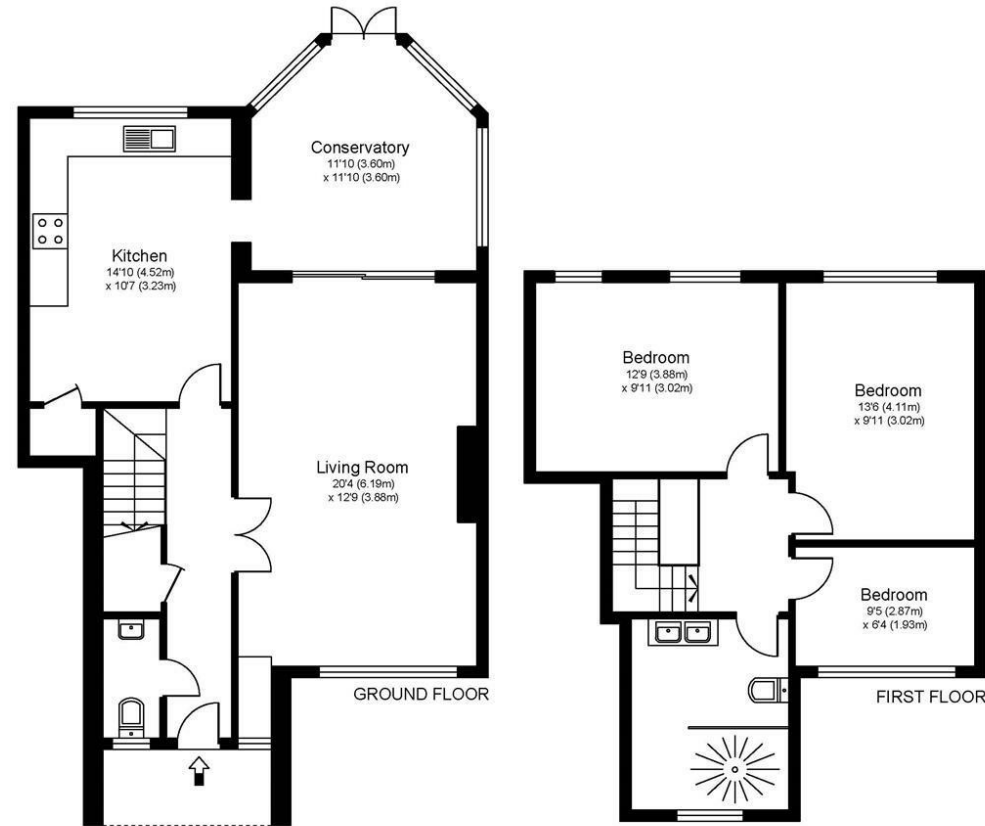 Conservatory
11'10 (3.60m)
x 11'10 (3.60m)
Kitchen
14'10 (4.52m)
x 10'7 (3.23m)
Living Room
20'4 (6.19m)
x 12'9 (3.88m)
GROUND FLOOR
Bedroom
12'9 (3.88m)
x 9'11 (3.02m)
Bedroom
13'6 (4.11m)
x 9'11 (3.02m)
Bedroom
9'5 (2.87m)
x 6'4 (1.93m)
FIRST FLOOR